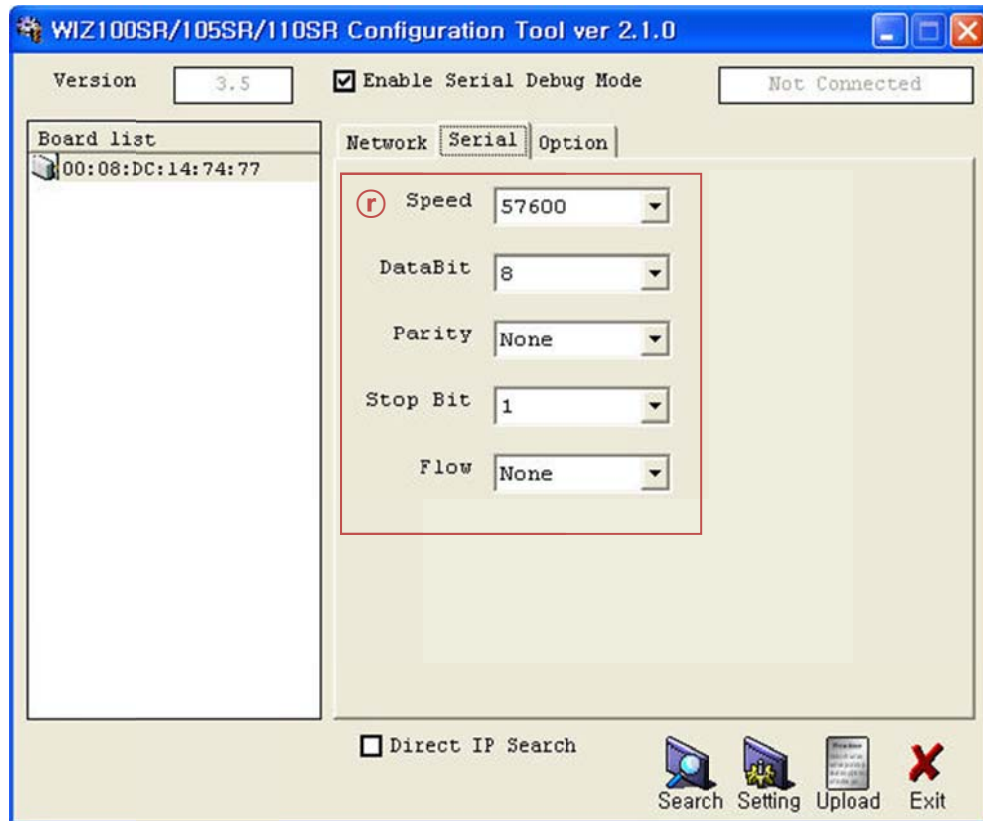 WIZ100SR/105SR/110SR Configuration Tool ver 2.1.0
Version 3.5 Enable Serial Debug Mode Not Connected
Board list
00:08:DC:14:74:77
Network Serial Option
ⓡ Speed 57600
DataBit 8
Parity None
Stop Bit 1
Flow None
Direct IP Search
Search Setting Upload Exit